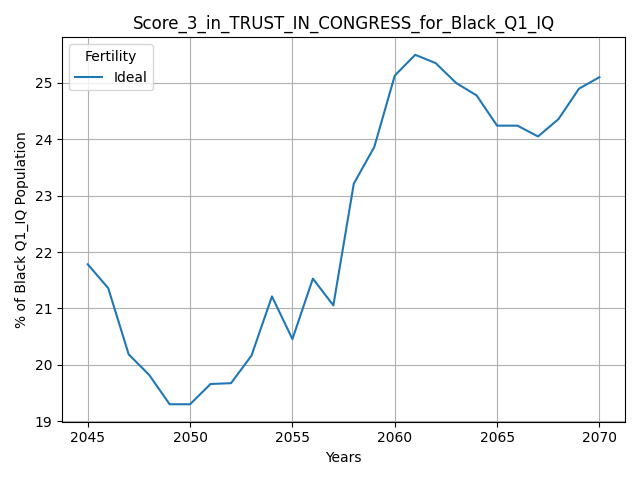 Score_3_in_TRUST_IN_CONGRESS_for_Black_Q1_IQ
Fertility
Ideal
% of Black Q1_IQ Population
25
24
23
22
21
20
19
2045 2050 2055 2060 2065 2070
Years